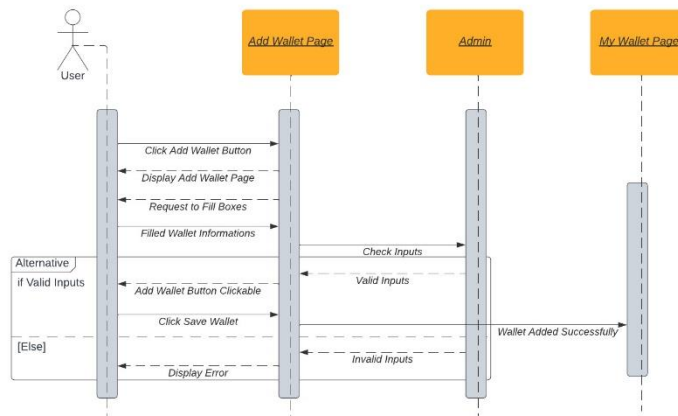 User
Add Wallet Page
Admin
My Wallet Page
Click Add Wallet Button
Display Add Wallet Page
Request to Fill Boxes
Filled Wallet Informations
Check Inputs
Alternative
if Valid Inputs
Valid Inputs
Add Wallet Button Clickable
Click Save Wallet
Wallet Added Successfully
[Else]
Invalid Inputs
Display Error